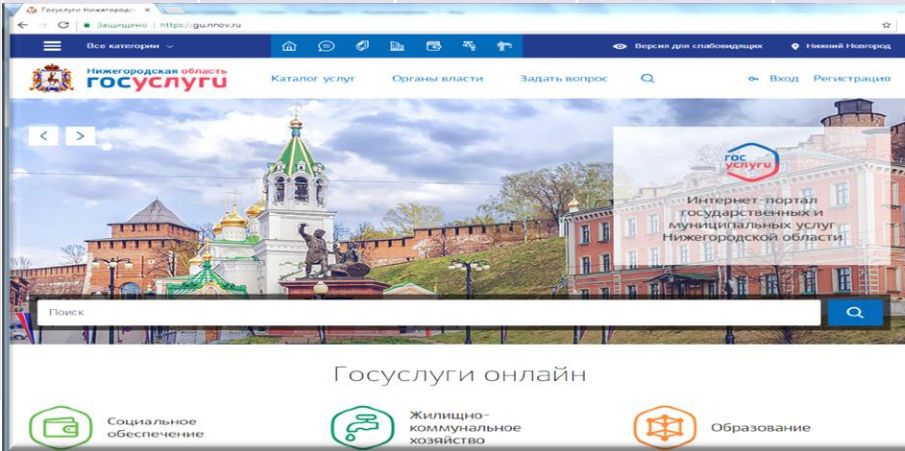 Госуслуги Нижегородс
Защищено https://gu.nnov.ru
Все категории
Версия для слабовидящих
Нижний Новгород
Нижегородская область
госуслуги
Каталог услуг
Органы власти
Задать вопрос
Вход
Регистрация
гос
услуги
Интернет-портал
государственных и
муниципальных услуг
Нижегородской области
Поиск...
Госуслуги онлайн
Социальное
обеспечение
Жилищно-
коммунальное
хозяйство
Образование